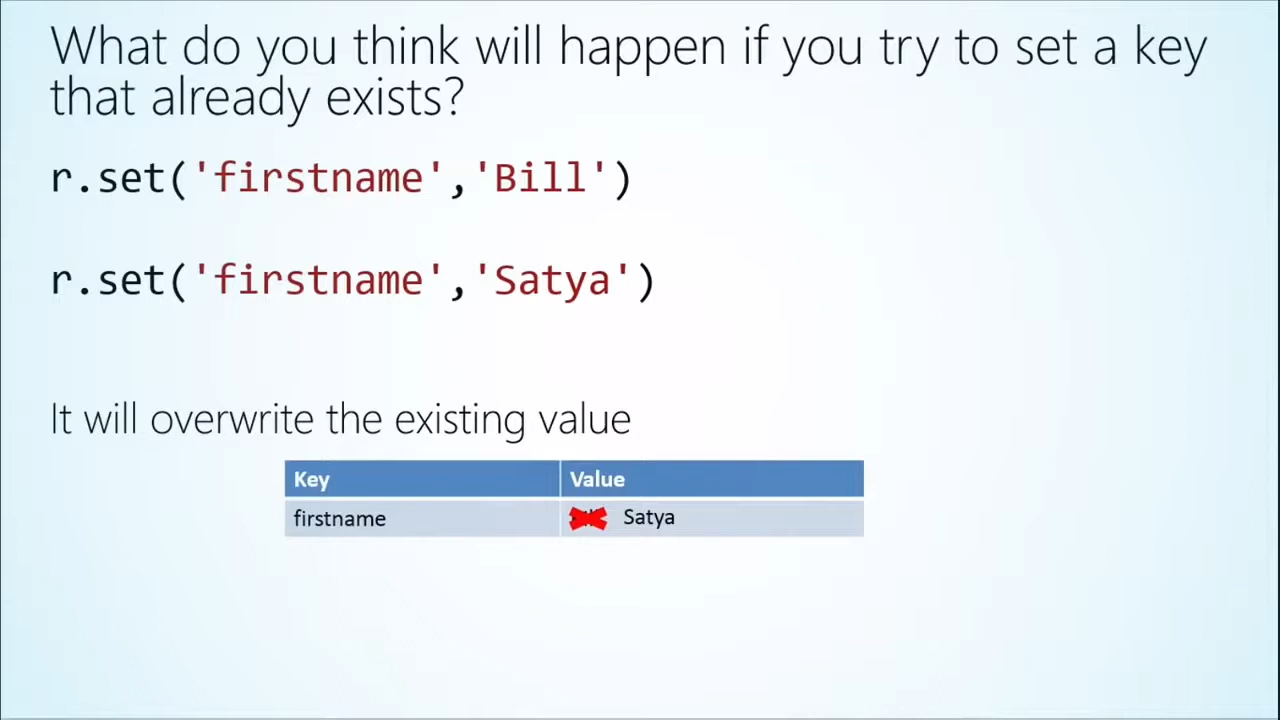 What do you think will happen if you try to set a key
that already exists?
r.set('firstname','Bill')
r.set('firstname','Satya')
It will overwrite the existing value
Key Value
firstname Satya